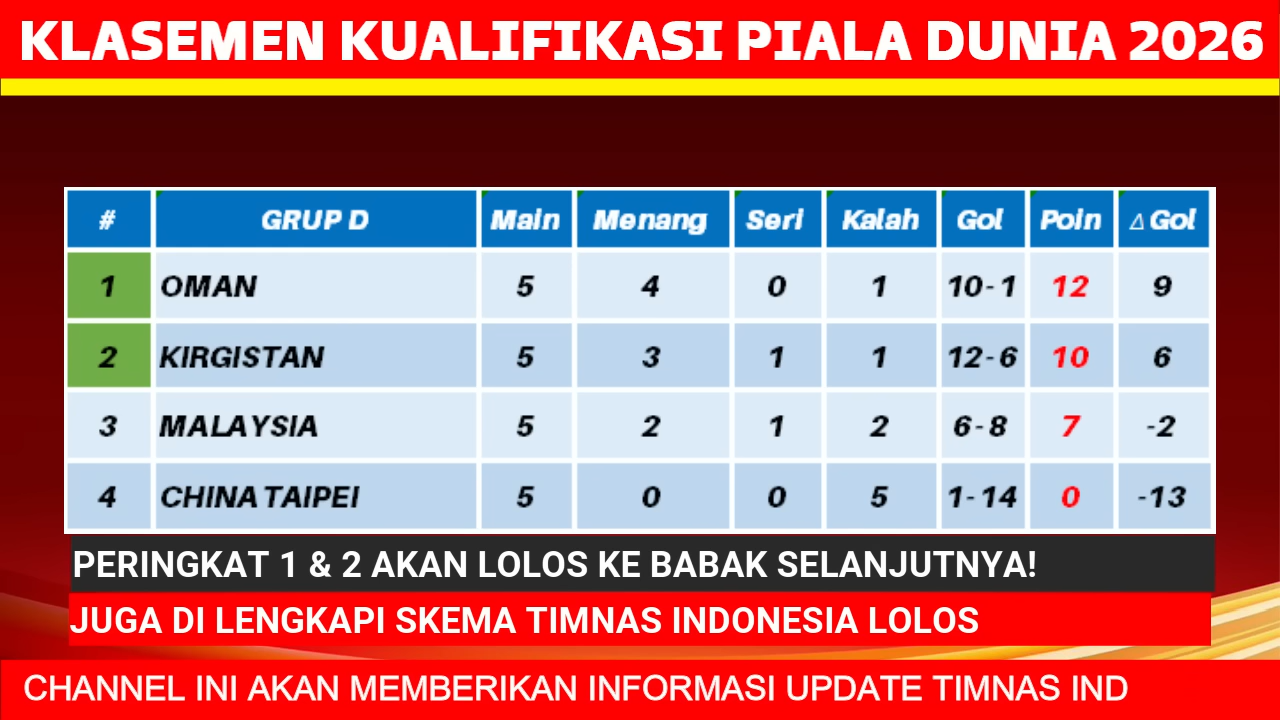 KLASEMEN KUALIFIKASI PIALA DUNIA 2026
# GRUP D Main Menang Seri Kalah Gol Poin △ Gol
1 OMAN 5 4 0 1 10-1 12 9
2 KIRGISTAN 5 3 1 1 12-6 10 6
3 MALAYSIA 5 2 1 2 6-8 7 -2
4 CHINA TAIPEI 5 0 0 5 1-14 0 -13
PERINGKAT 1 & 2 AKAN LOLOS KE BABAK SELANJUTNYA!
JUGA DI LENGKAPI SKEMA TIMNAS INDONESIA LOLOS
CHANNEL INI AKAN MEMBERIKAN INFORMASI UPDATE TIMNAS IND